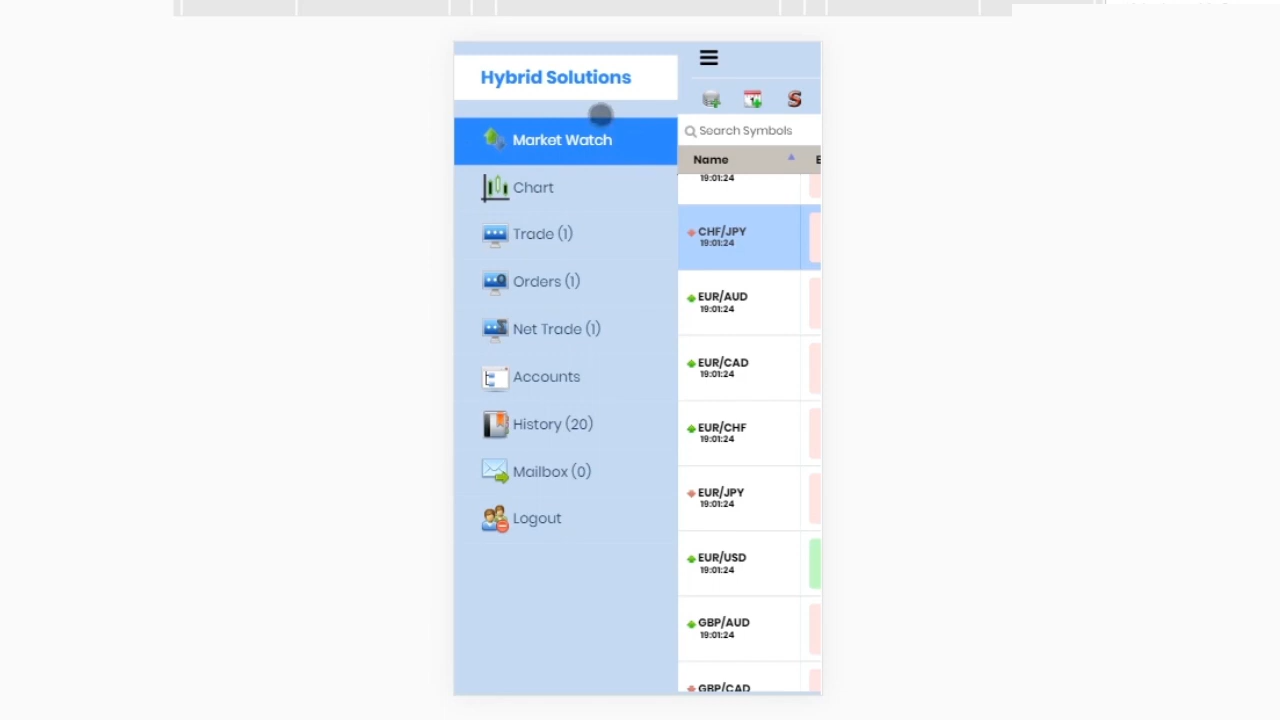 Hybrid Solutions
Market Watch
Chart
Trade (1)
Orders (1)
Net Trade (1)
Accounts
History (20)
Mailbox (0)
Logout
S
Search Symbols
Name
19:01:24
CHF/JPY
19:01:24
EUR/AUD
19:01:24
EUR/CAD
19:01:24
EUR/CHF
19:01:24
EUR/JPY
19:01:24
EUR/USD
19:01:24
GBP/AUD
19:01:24
GBP/CAD